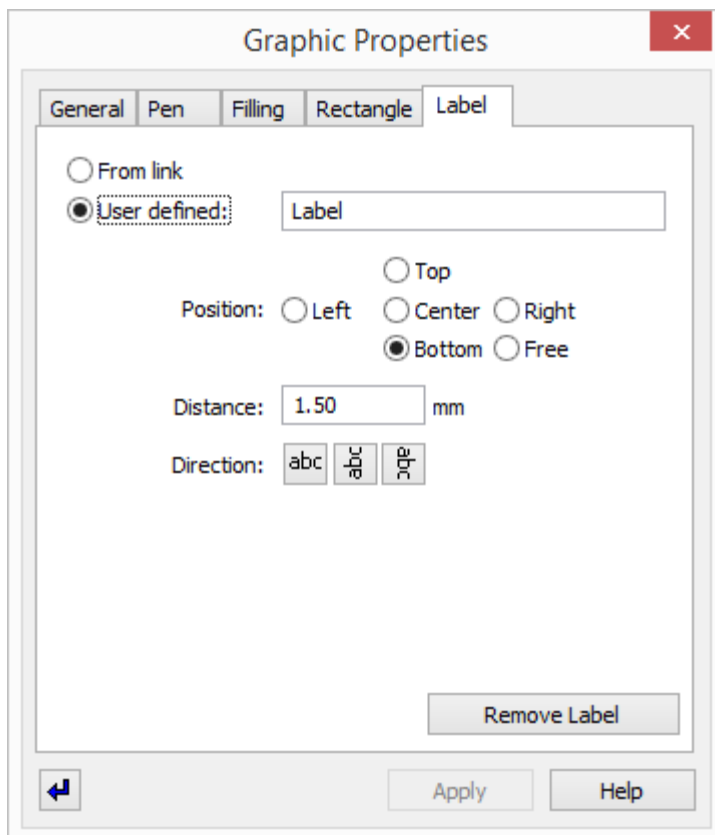 Graphic Properties
General Pen Filling Rectangle Label
From link
User defined: Label
Top
Position: Left Center Right
Bottom Free
Distance: 1.50 mm
Direction: abc abc abc
Remove Label
Apply Help